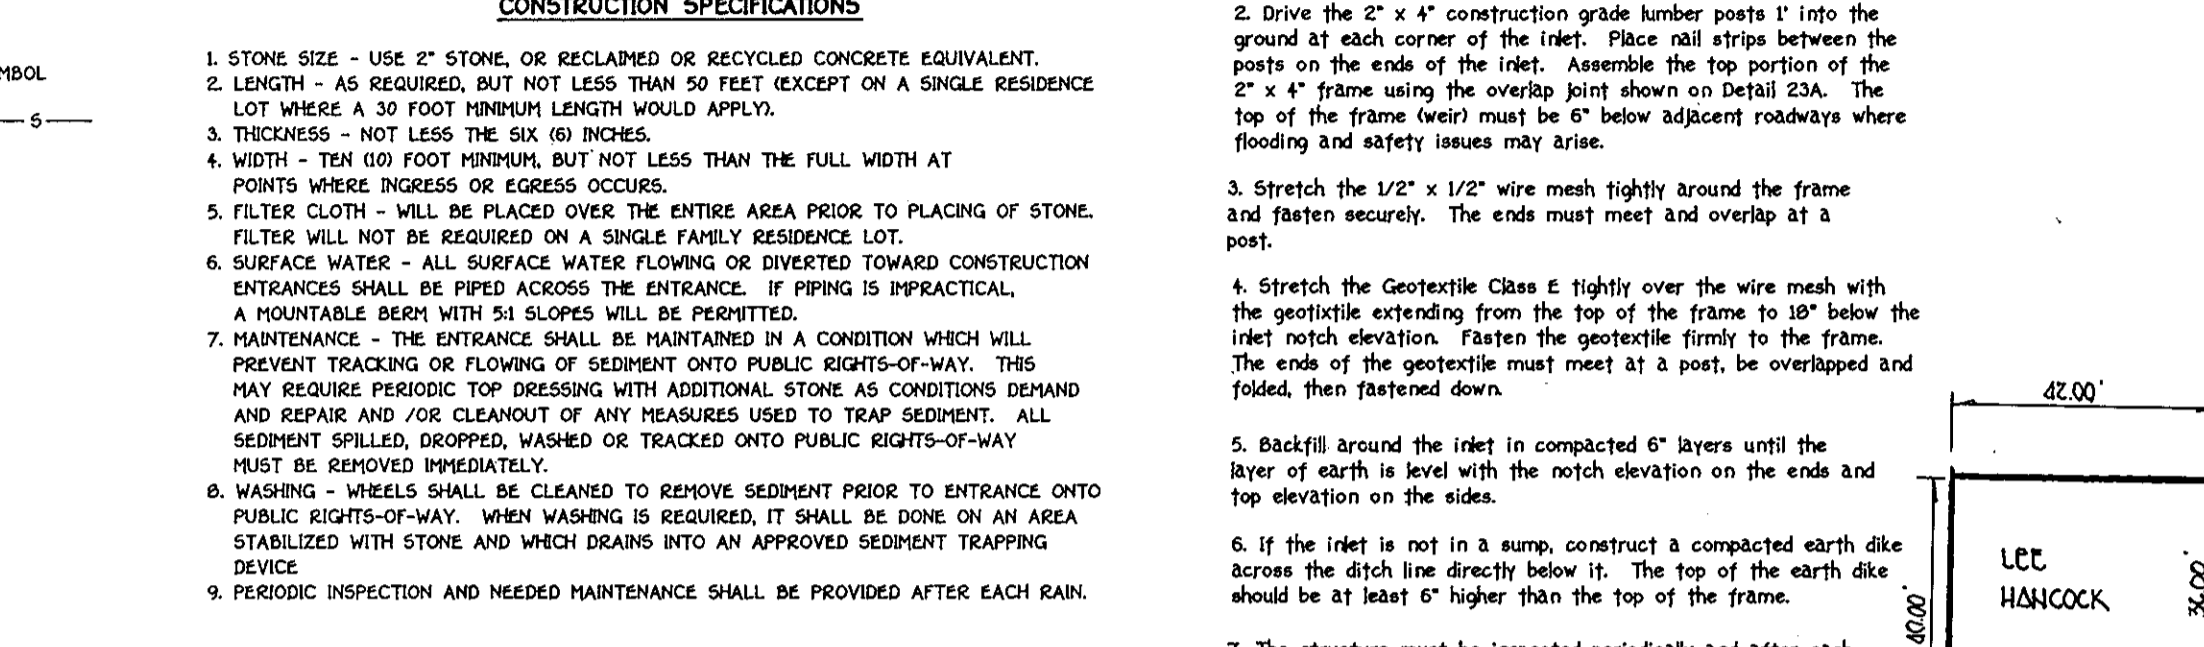 CONSTRUCTION SPECIFICATIONS
1. STONE SIZE - USE 2" STONE, OR RECLAIMED OR RECYCLED CONCRETE EQUIVALENT.
2. LENGTH - AS REQUIRED, BUT NOT LESS THAN 50 FEET (EXCEPT ON A SINGLE RESIDENCE
LOT WHERE A 30 FOOT MINIMUM LENGTH WOULD APPLY).
3. THICKNESS - NOT LESS THE SIX (6) INCHES.
4. WIDTH - TEN (10) FOOT MINIMUM, BUT NOT LESS THAN THE FULL WIDTH AT
POINTS WHERE INGRESS OR EGRESS OCCURS.
5. FILTER CLOTH - WILL BE PLACED OVER THE ENTIRE AREA PRIOR TO PLACING OF STONE.
FILTER WILL NOT BE REQUIRED ON A SINGLE FAMILY RESIDENCE LOT.
6. SURFACE WATER - ALL SURFACE WATER FLOWING OR DIVERTED TOWARD CONSTRUCTION
ENTRANCES SHALL BE PIPED ACROSS THE ENTRANCE. IF PIPING IS IMPRACTICAL,
A MOUNTABLE BERM WITH 5:1 SLOPES WILL BE PERMITTED.
7. MAINTENANCE - THE ENTRANCE SHALL BE MAINTAINED IN A CONDITION WHICH WILL
PREVENT TRACKING OR FLOWING OF SEDIMENT ONTO PUBLIC RIGHTS-OF-WAY. THIS
MAY REQUIRE PERIODIC TOP DRESSING WITH ADDITIONAL STONE AS CONDITIONS DEMAND
AND REPAIR AND /OR CLEANOUT OF ANY MEASURES USED TO TRAP SEDIMENT. ALL
SEDIMENT SPILLED, DROPPED, WASHED OR TRACKED ONTO PUBLIC RIGHTS-OF-WAY
MUST BE REMOVED IMMEDIATELY.
8. WASHING - WHEELS SHALL BE CLEANED TO REMOVE SEDIMENT PRIOR TO ENTRANCE ONTO
PUBLIC RIGHTS-OF-WAY. WHEN WASHING IS REQUIRED, IT SHALL BE DONE ON AN AREA
STABILIZED WITH STONE AND WHICH DRAINS INTO AN APPROVED SEDIMENT TRAPPING
DEVICE
9. PERIODIC INSPECTION AND NEEDED MAINTENANCE SHALL BE PROVIDED AFTER EACH RAIN.
MBOL
S
2. Drive the 2" x 4" construction grade lumber posts 1' into the
ground at each corner of the inlet. Place nail strips between the
posts on the ends of the inlet. Assemble the top portion of the
2" x 4" frame using the overlap joint shown on Detail 23A. The
top of the frame (weir) must be 6" below adjacent roadways where
flooding and safety issues may arise.
3. Stretch the 1/2" x 1/2" wire mesh tightly around the frame
and fasten securely. The ends must meet and overlap at a
post.
4. Stretch the Geotextile Class E tightly over the wire mesh with
the geotixtile extending from the top of the frame to 18" below the
inlet notch elevation. Fasten the geotextile firmly to the frame.
The ends of the geotextile must meet at a post, be overlapped and
folded, then fastened down.
5. Backfill around the inlet in compacted 6" layers until the
layer of earth is level with the notch elevation on the ends and
top elevation on the sides.
6. If the inlet is not in a sump, construct a compacted earth dike
across the ditch line directly below it. The top of the earth dike
should be at least 6" higher than the top of the frame.
7. The structure must be inspected periodically and after each
42.00'
LEE
HANCOCK
40.00'
36.00'